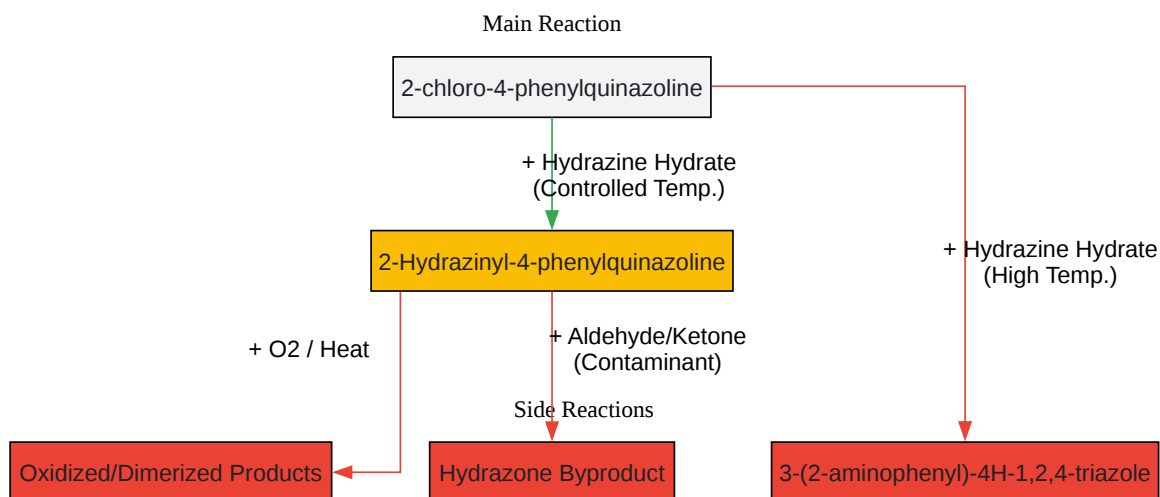 Main Reaction
2-chloro-4-phenylquinazoline
+ Hydrazine Hydrate
(Controlled Temp.)
2-Hydrazinyl-4-phenylquinazoline
+ Hydrazine Hydrate
(High Temp.)
+ O2 / Heat
+ Aldehyde/Ketone
(Contaminant)
Side Reactions
Oxidized/Dimerized Products
Hydrazone Byproduct
3-(2-aminophenyl)-4H-1,2,4-triazole